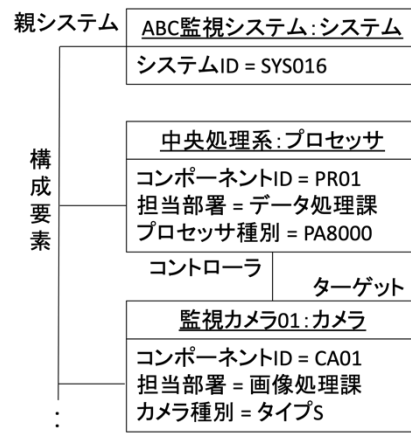 親システム
ABC監視システム:システム
システムID = SYS016
構成要素
中央処理系:プロセッサ
コンポーネントID = PR01
担当部署 = データ処理課
プロセッサ種別 = PA8000
コントローラ
ターゲット
監視カメラ01:カメラ
コンポーネントID = CA01
担当部署 = 画像処理課
カメラ種別 = タイプS
: